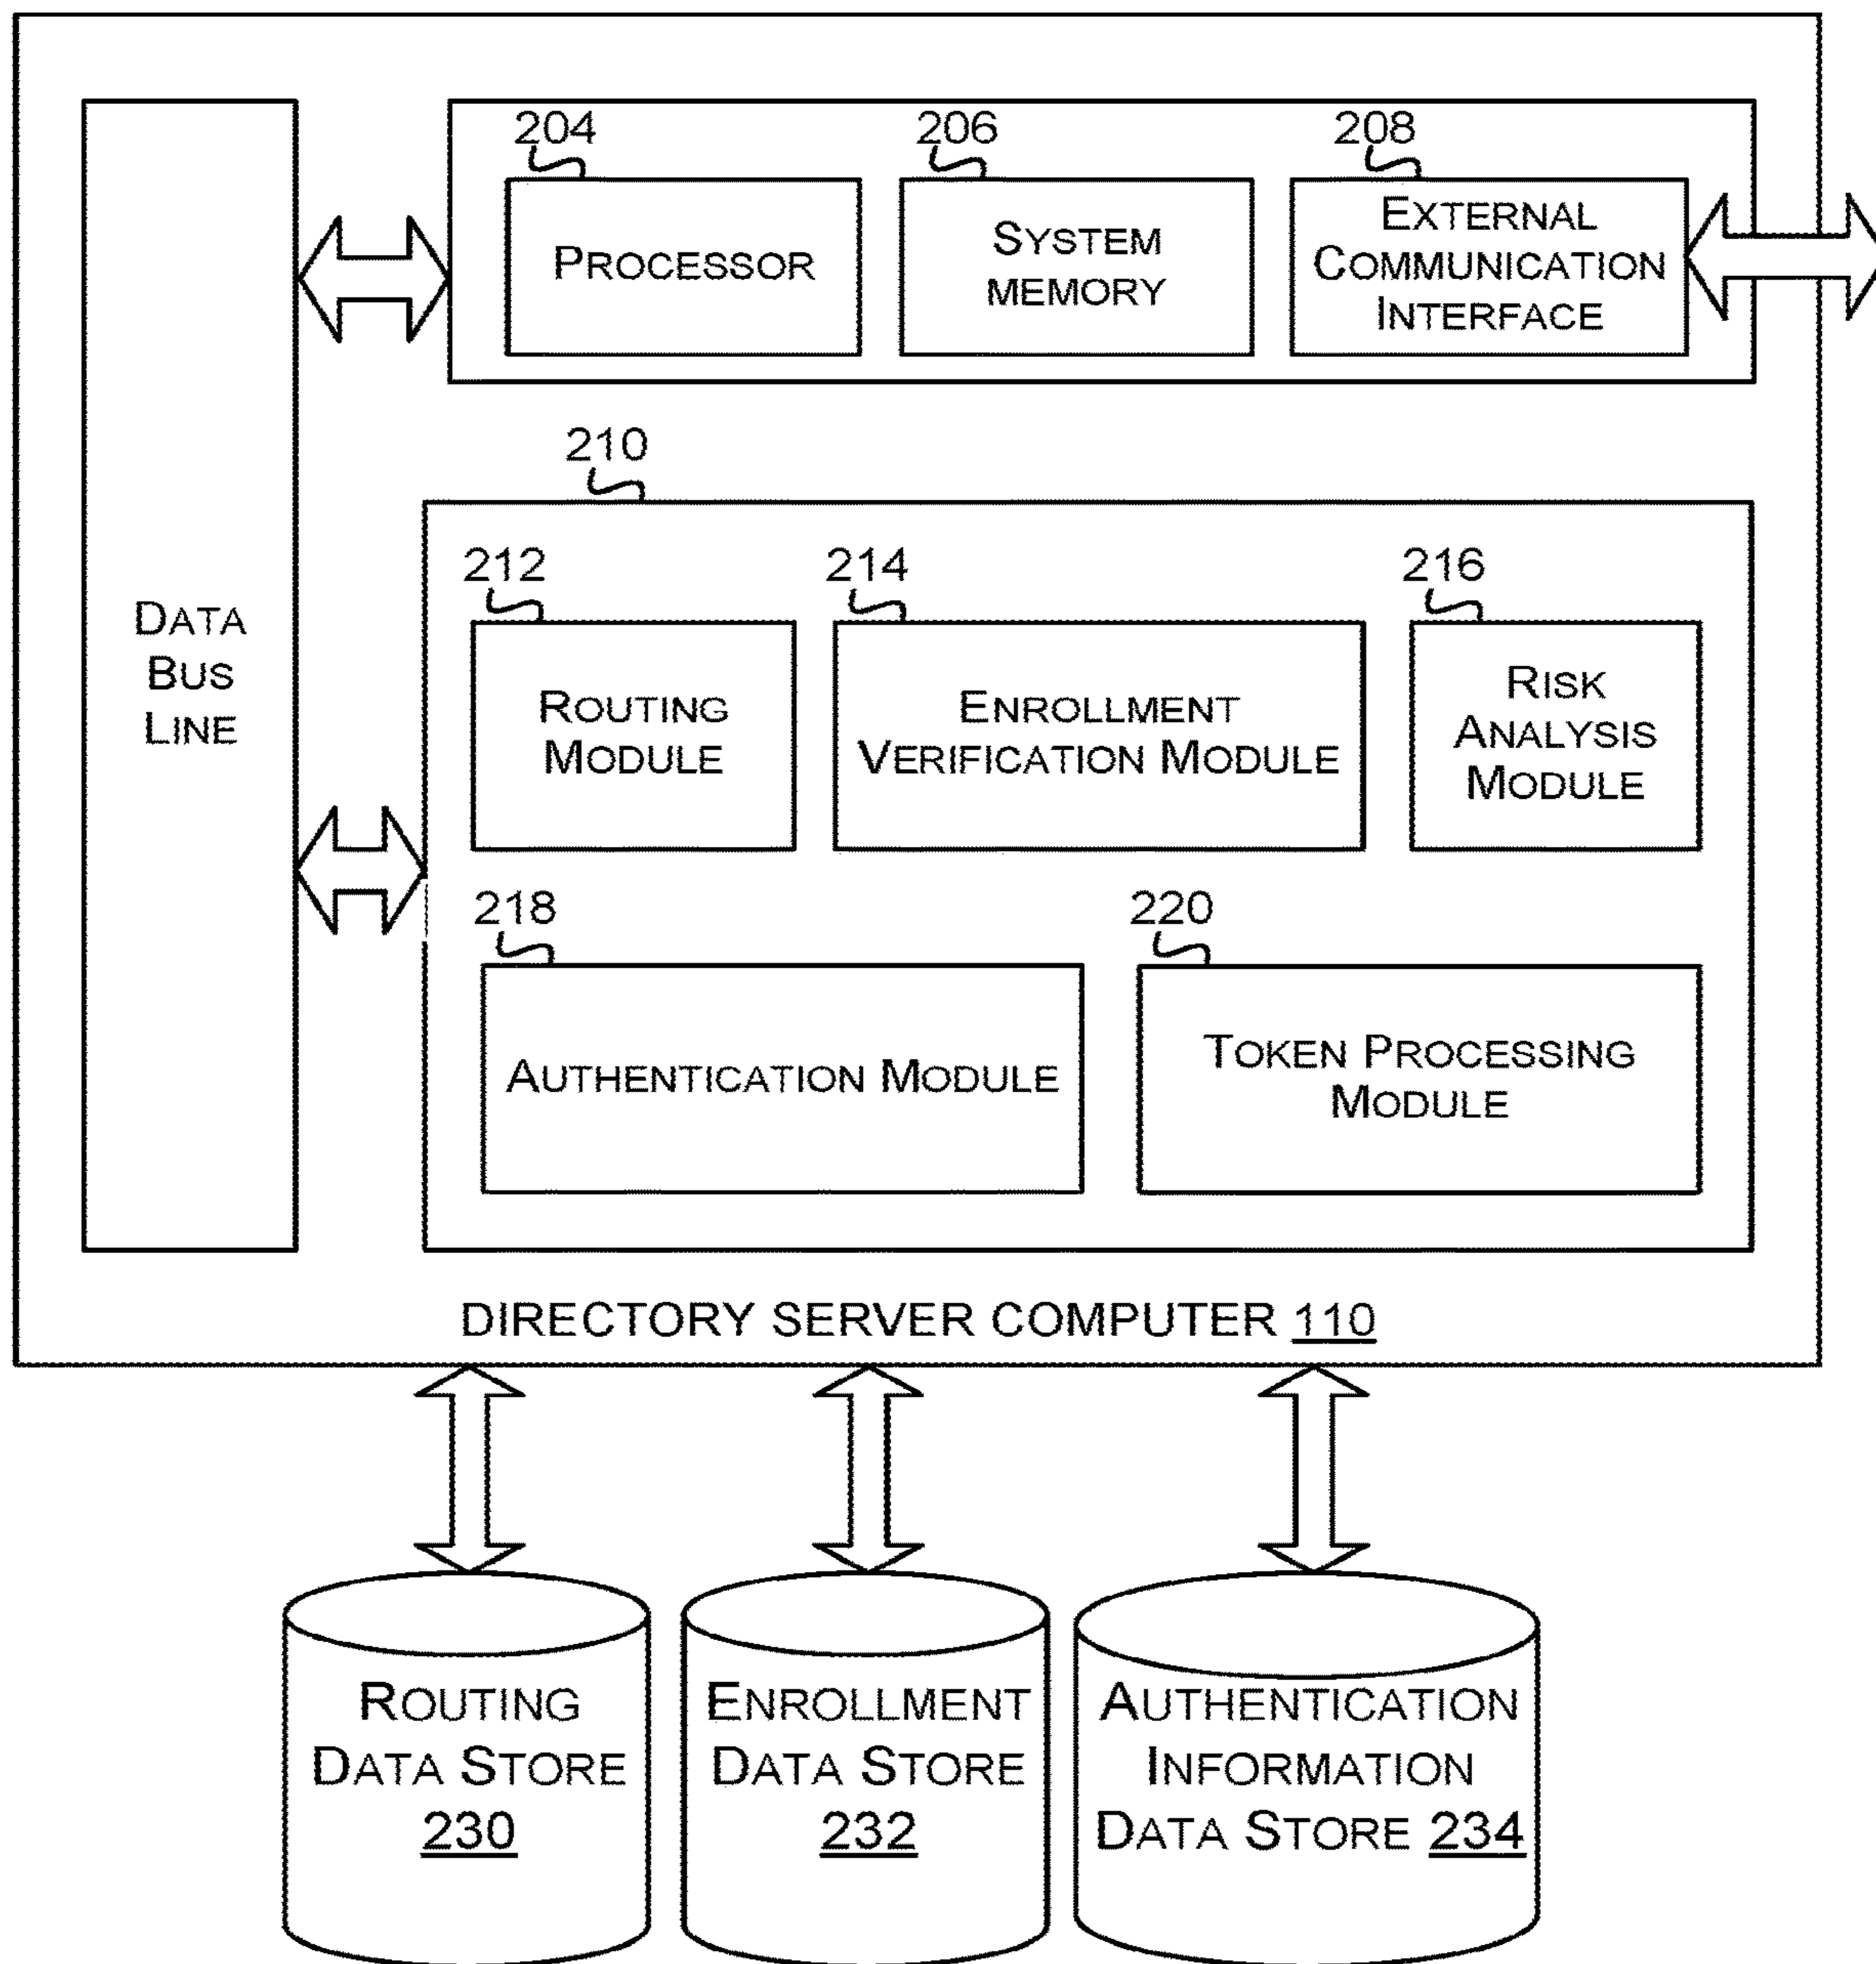 204
206
208
PROCESSOR
SYSTEM
MEMORY
EXTERNAL
COMMUNICATION
INTERFACE
210
DATA
BUS
LINE
212
214
216
ROUTING
MODULE
ENROLLMENT
VERIFICATION MODULE
RISK
ANALYSIS
MODULE
218
220
AUTHENTICATION MODULE
TOKEN PROCESSING
MODULE
DIRECTORY SERVER COMPUTER 110
ROUTING
DATA STORE
230
ENROLLMENT
DATA STORE
232
AUTHENTICATION
INFORMATION
DATA STORE 234